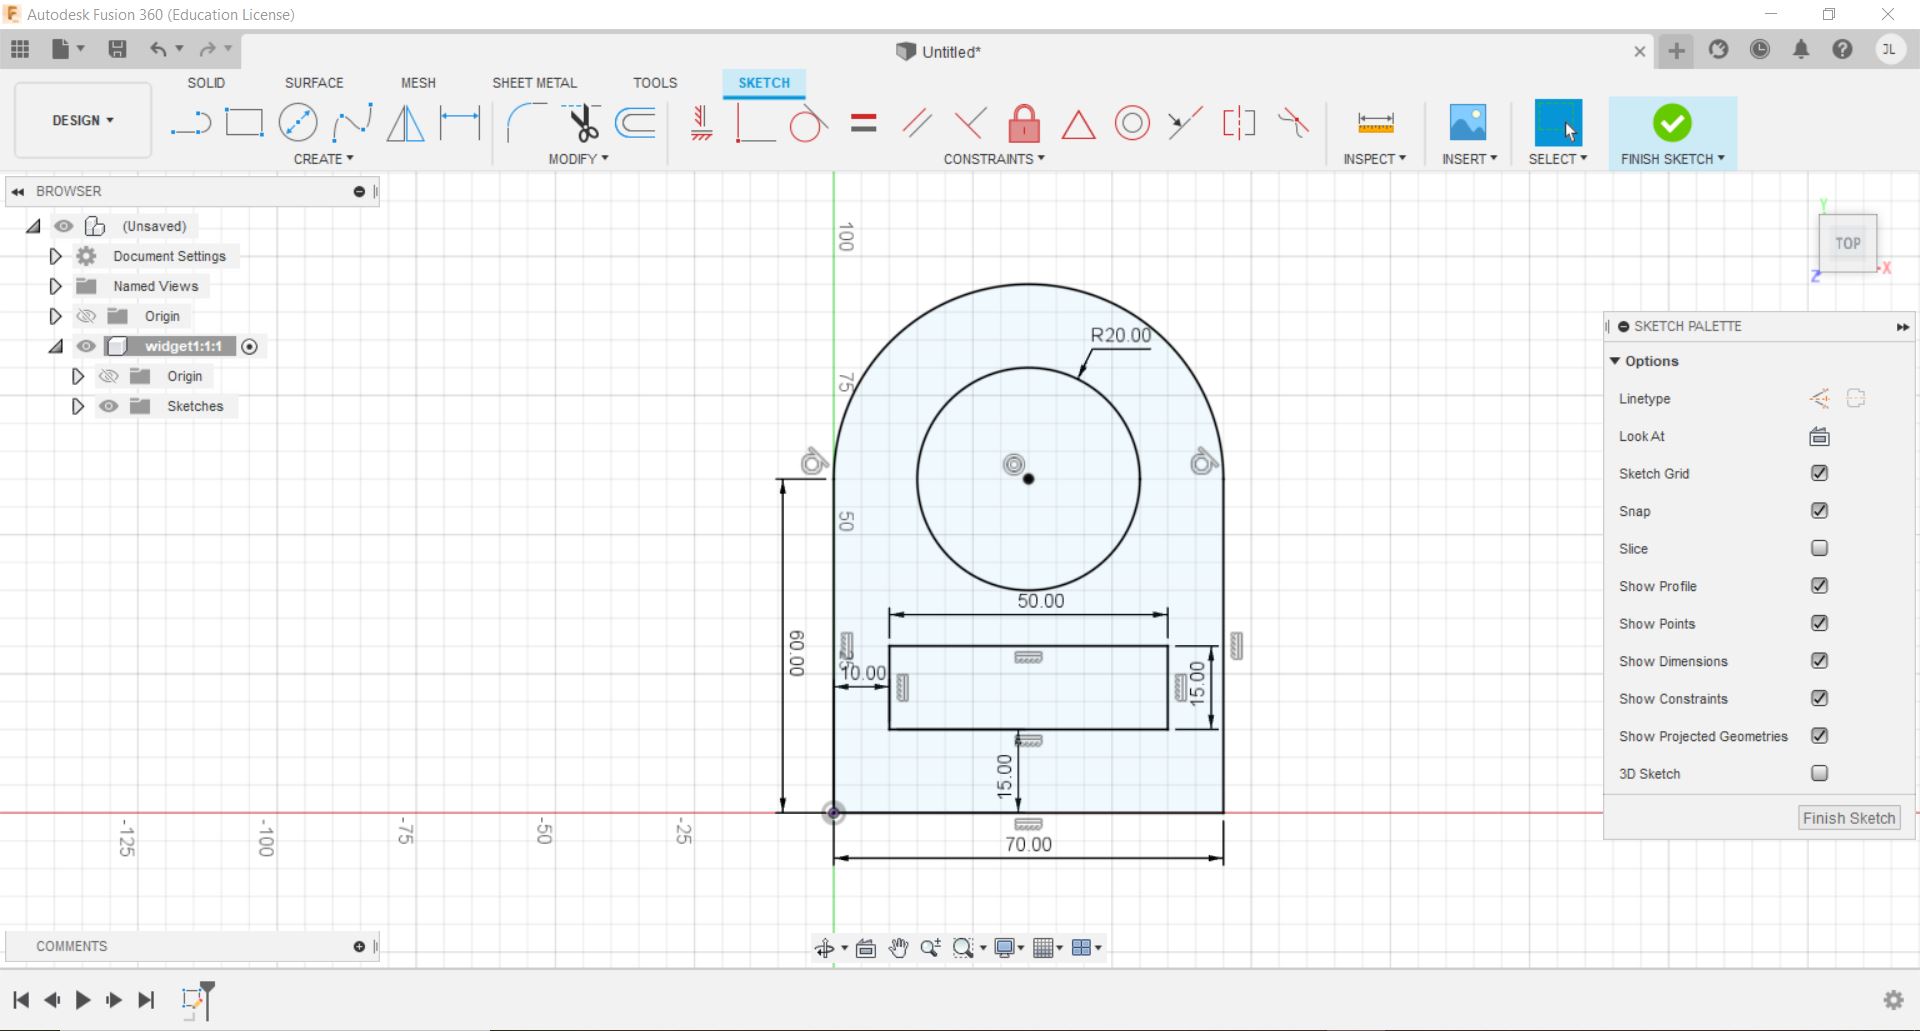 Autodesk Fusion 360 (Education License)
Untitled*
JL
SOLID SURFACE MESH SHEET METAL TOOLS SKETCH
DESIGN
CREATE MODIFY CONSTRAINTS INSPECT INSERT SELECT FINISH SKETCH
BROWSER
(Unsaved)
Document Settings
Named Views
Origin
widget1:1:1
Origin
Sketches
100
75
50
25
-125
-100
-75
-50
-25
R20.00
50.00
60.00
10.00
15.00
15.00
70.00
Y
TOP
X
Z
SKETCH PALETTE
Options
Linetype
Look At
Sketch Grid
Snap
Slice
Show Profile
Show Points
Show Dimensions
Show Constraints
Show Projected Geometries
3D Sketch
Finish Sketch
COMMENTS